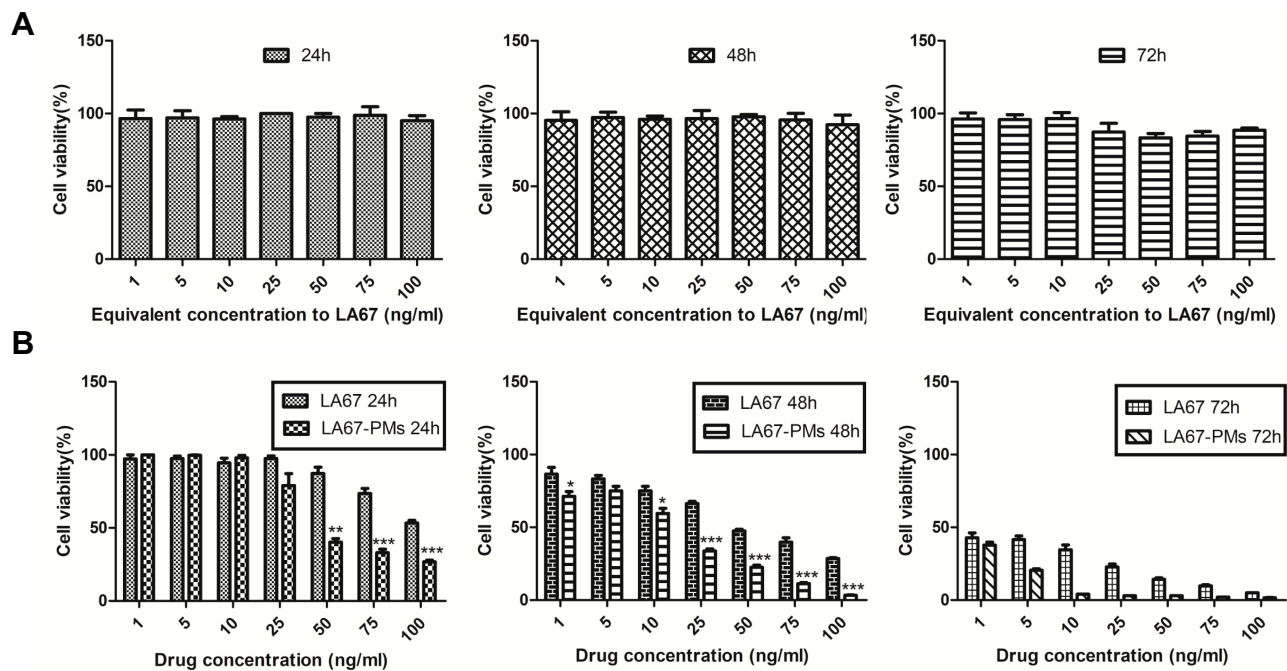 A
150
100
50
0
Cell viability(%)
24h
1 5 10 25 50 75 100
Equivalent concentration to LA67 (ng/ml)
150
100
50
0
Cell viability(%)
48h
1 5 10 25 50 75 100
Equivalent concentration to LA67 (ng/ml)
150
100
50
0
Cell viability(%)
72h
1 5 10 25 50 75 100
Equivalent concentration to LA67 (ng/ml)
B
150
100
50
0
Cell viability(%)
LA67 24h
LA67-PMs 24h
** *** ***
1 5 10 25 50 75 100
Drug concentration (ng/ml)
150
100
50
0
Cell viability(%)
LA67 48h
LA67-PMs 48h
* * *** *** *** ***
1 5 10 25 50 75 100
Drug concentration (ng/ml)
150
100
50
0
Cell viability(%)
LA67 72h
LA67-PMs 72h
1 5 10 25 50 75 100
Drug concentration (ng/ml)